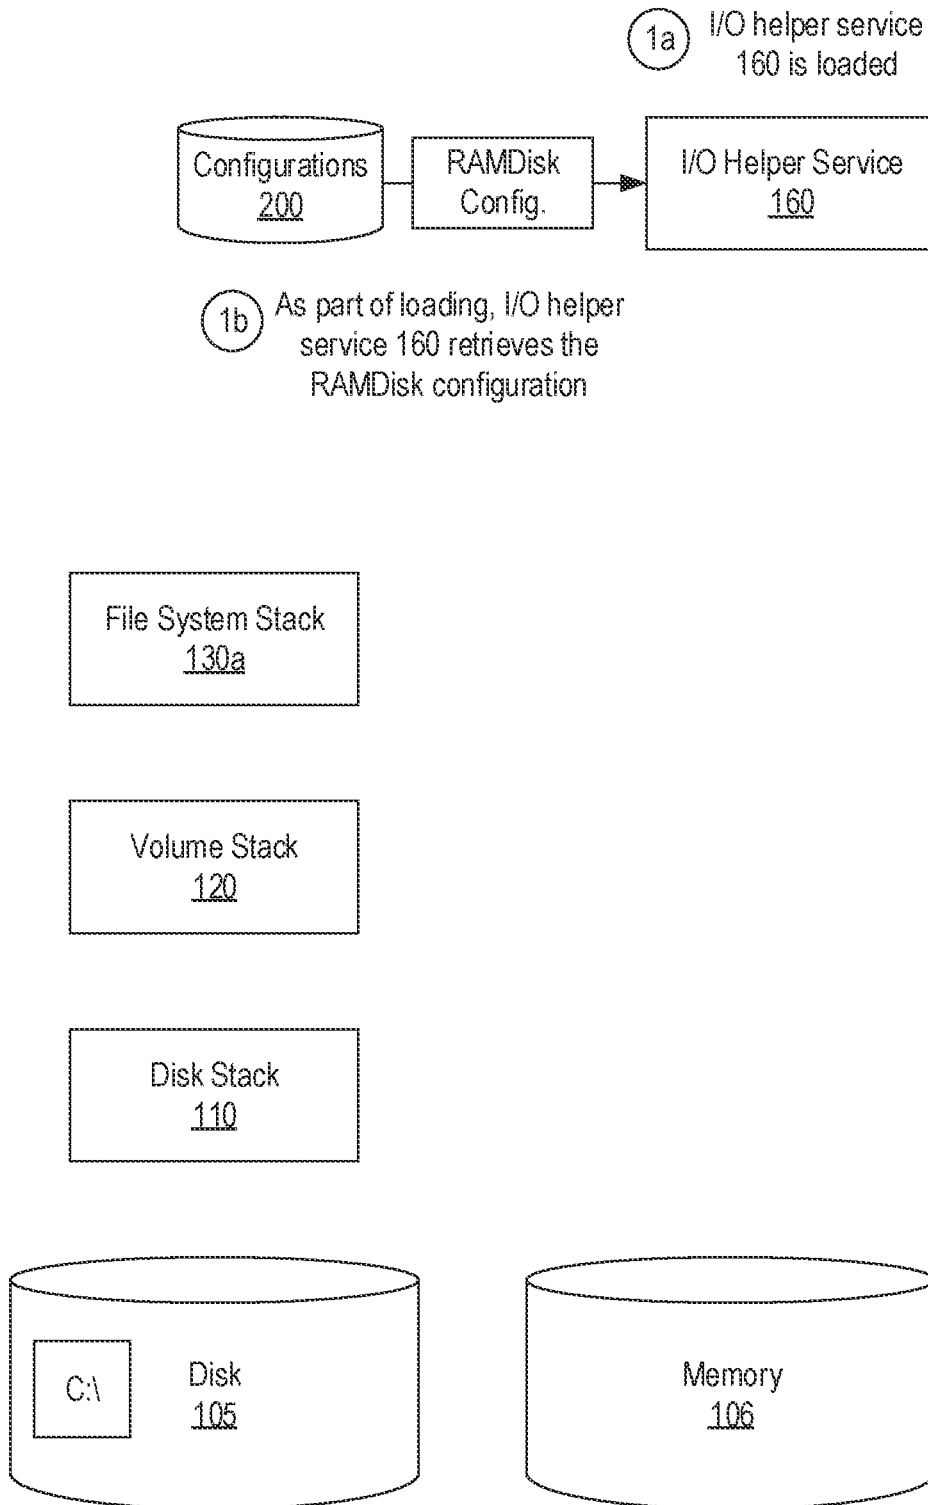 1a
I/O helper service
160 is loaded
Configurations
200
RAMDisk
Config.
I/O Helper Service
160
1b
As part of loading, I/O helper
service 160 retrieves the
RAMDisk configuration
File System Stack
130a
Volume Stack
120
Disk Stack
110
C:\
Disk
105
Memory
106